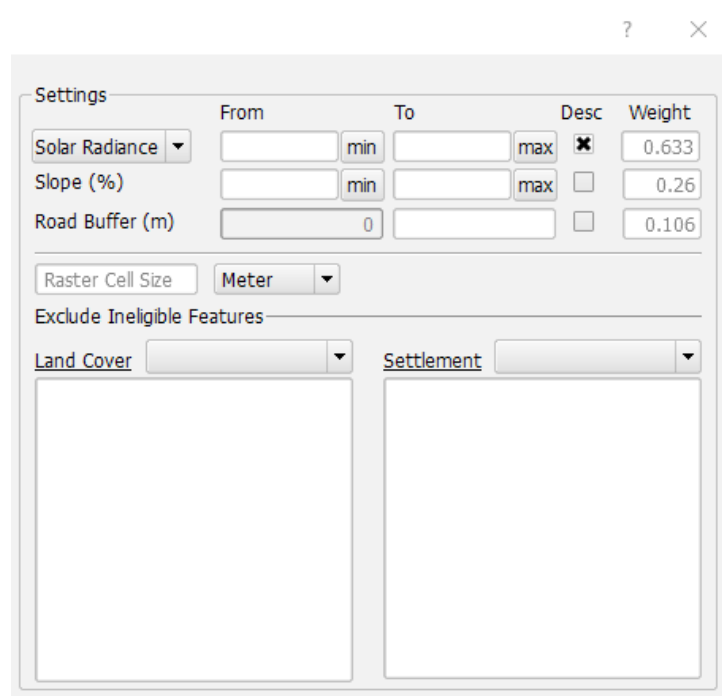 ?
Settings
From To Desc Weight
Solar Radiance min max 0.633
Slope (%) min max 0.26
Road Buffer (m) 0 0.106
Raster Cell Size Meter
Exclude Ineligible Features
Land Cover Settlement